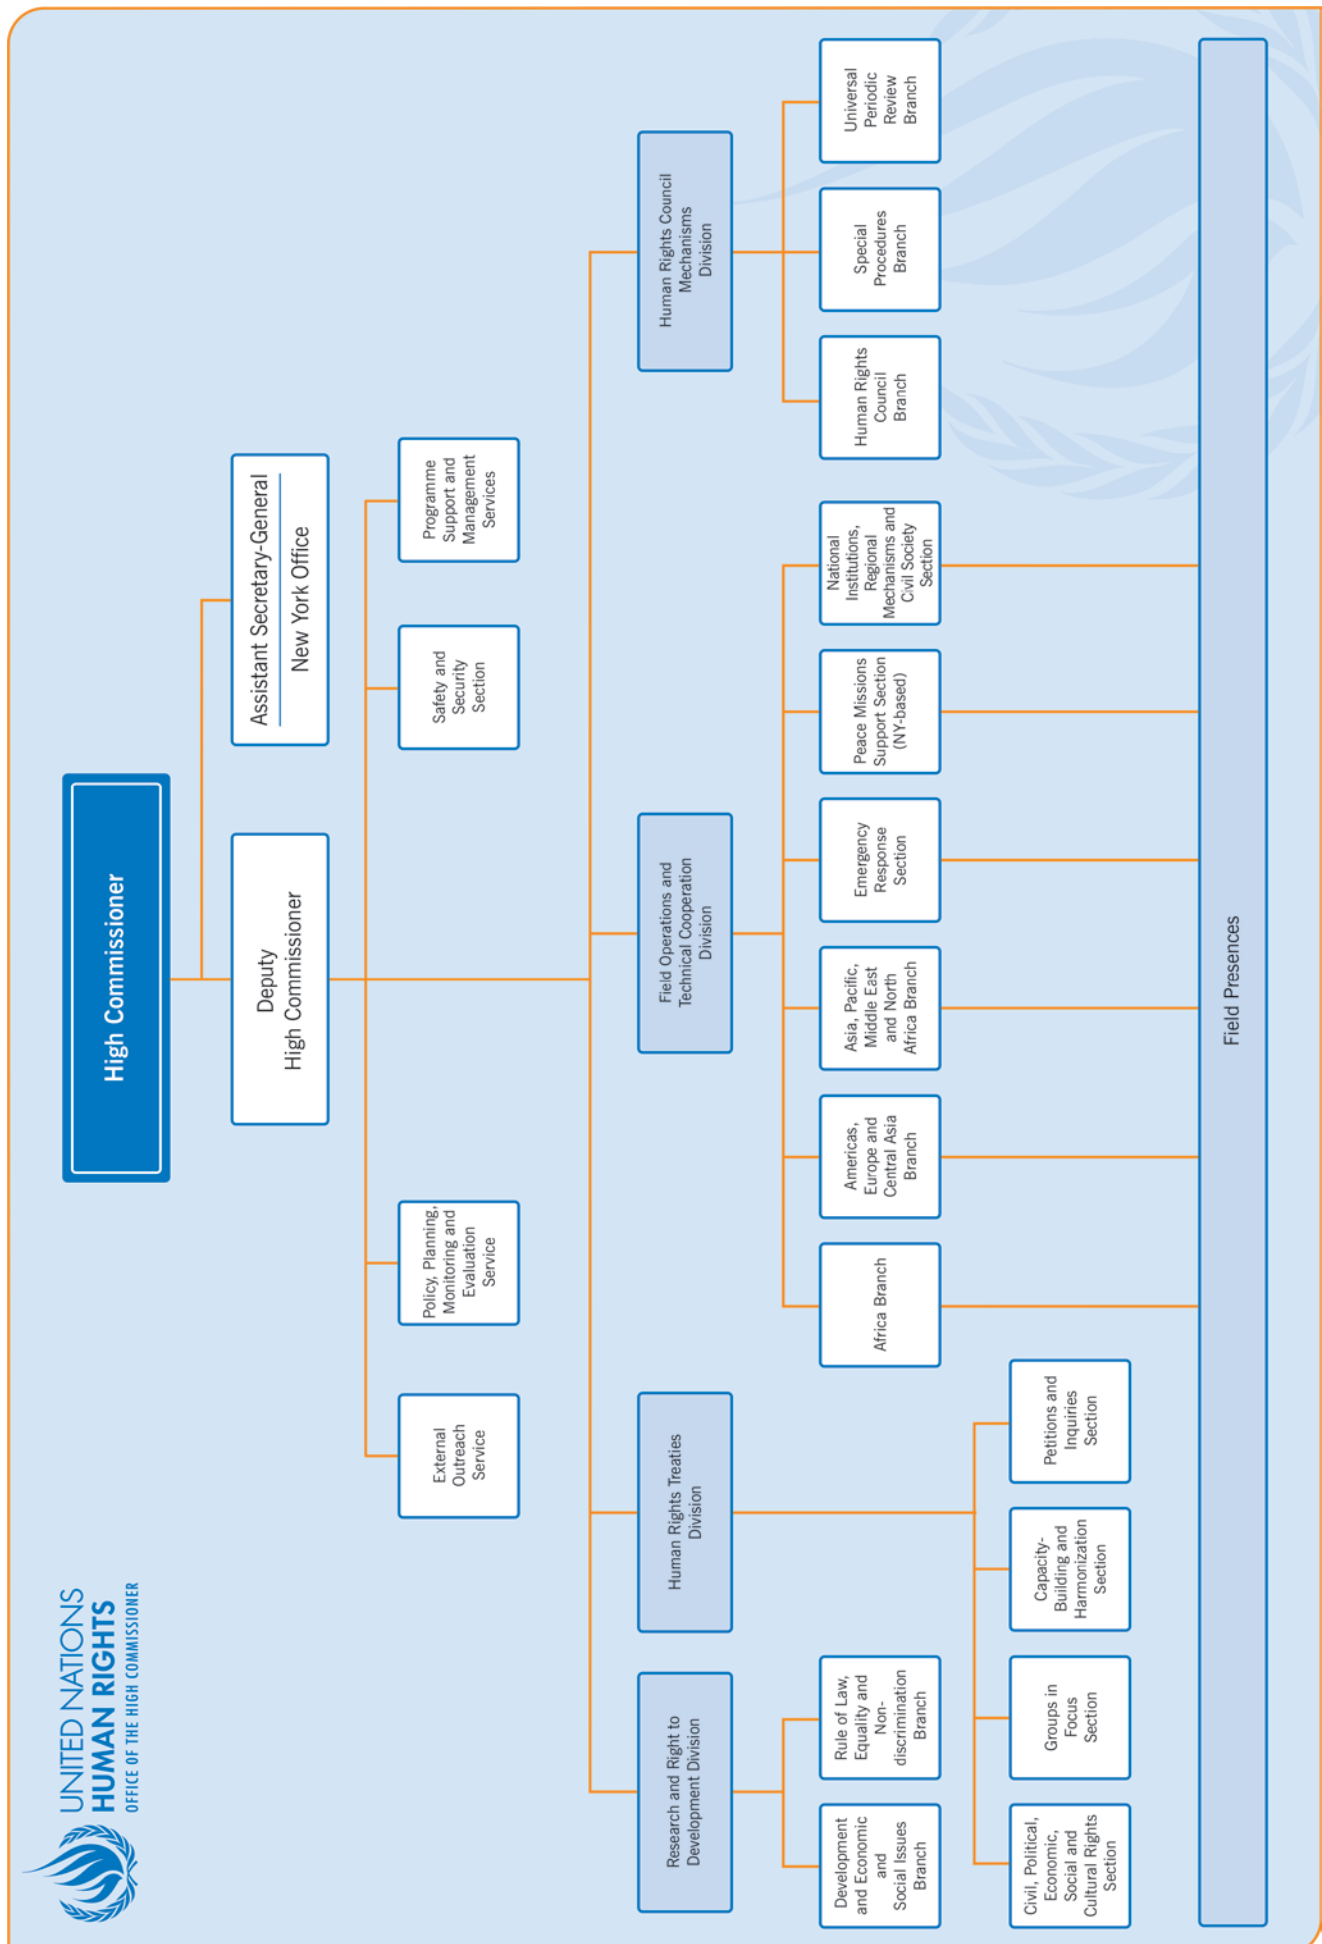 UNITED NATIONS
HUMAN RIGHTS
OFFICE OF THE HIGH COMMISSIONER
High Commissioner
Deputy
High Commissioner
Assistant Secretary-General
New York Office
External
Outreach
Service
Policy, Planning,
Monitoring and
Evaluation
Service
Safety and
Security
Section
Programme
Support and
Management
Services
Research and Right to
Development Division
Human Rights Treaties
Division
Field Operations and
Technical Cooperation
Division
Human Rights Council
Mechanisms
Division
Development
and Economic
and
Social Issues
Branch
Rule of Law,
Equality and
Non-
discrimination
Branch
Africa Branch
Americas,
Europe and
Central Asia
Branch
Asia, Pacific,
Middle East
and North
Africa Branch
Emergency
Response
Section
Peace Missions
Support Section
(NY-based)
National
Institutions,
Regional
Mechanisms and
Civil Society
Section
Human Rights
Council
Branch
Special
Procedures
Branch
Universal
Periodic
Review
Branch
Civil, Political,
Economic,
Social and
Cultural Rights
Section
Groups in
Focus
Section
Capacity-
Building and
Harmonization
Section
Petitions and
Inquiries
Section
Field Presences